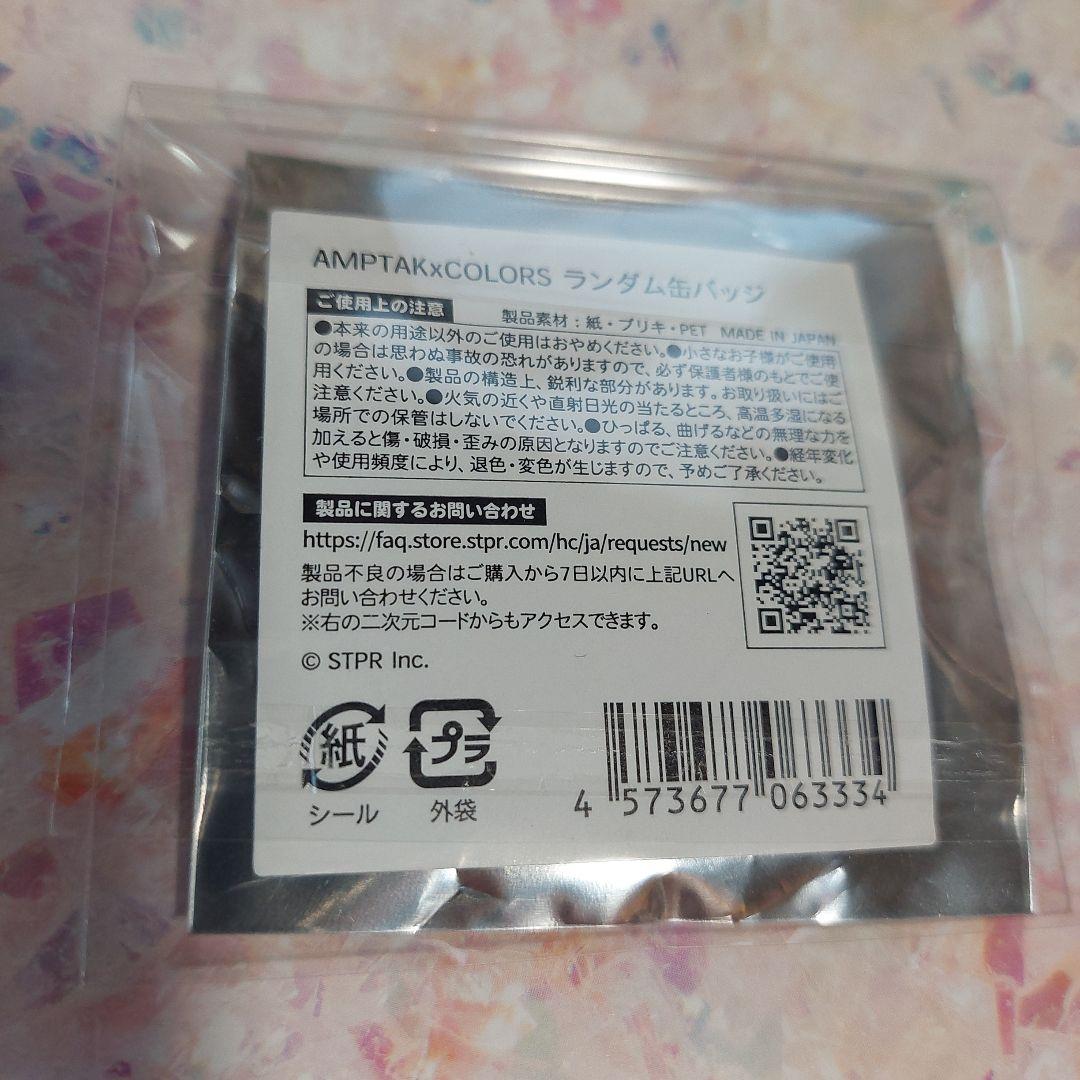 AMPTAKxCOLORS ランダム缶バッジ
ご使用上の注意
製品素材：紙・ブリキ・PET MADE IN JAPAN
●本来の用途以外のご使用はおやめください。●小さなお子様がご使用
の場合は思わぬ事故の恐れがありますので、必ず保護者様のもとでご使
用ください。●製品の構造上、鋭利な部分があります。お取り扱いにはご
注意ください。●火気の近くや直射日光の当たるところ、高温多湿になる
場所での保管はしないでください。●ひっぱる、曲げるなどの無理な力を
加えると傷・破損・歪みの原因となりますのでご注意ください。●経年変化
や使用頻度により、退色・変色が生じますので、予めご了承ください。
製品に関するお問い合わせ
https://faq.store.stpr.com/hc/ja/requests/new
製品不良の場合はご購入から7日以内に上記URLへ
お問い合わせください。
※右の二次元コードからもアクセスできます。
© STPR Inc.
紙
シール
プラ
外袋
4 573677 063334